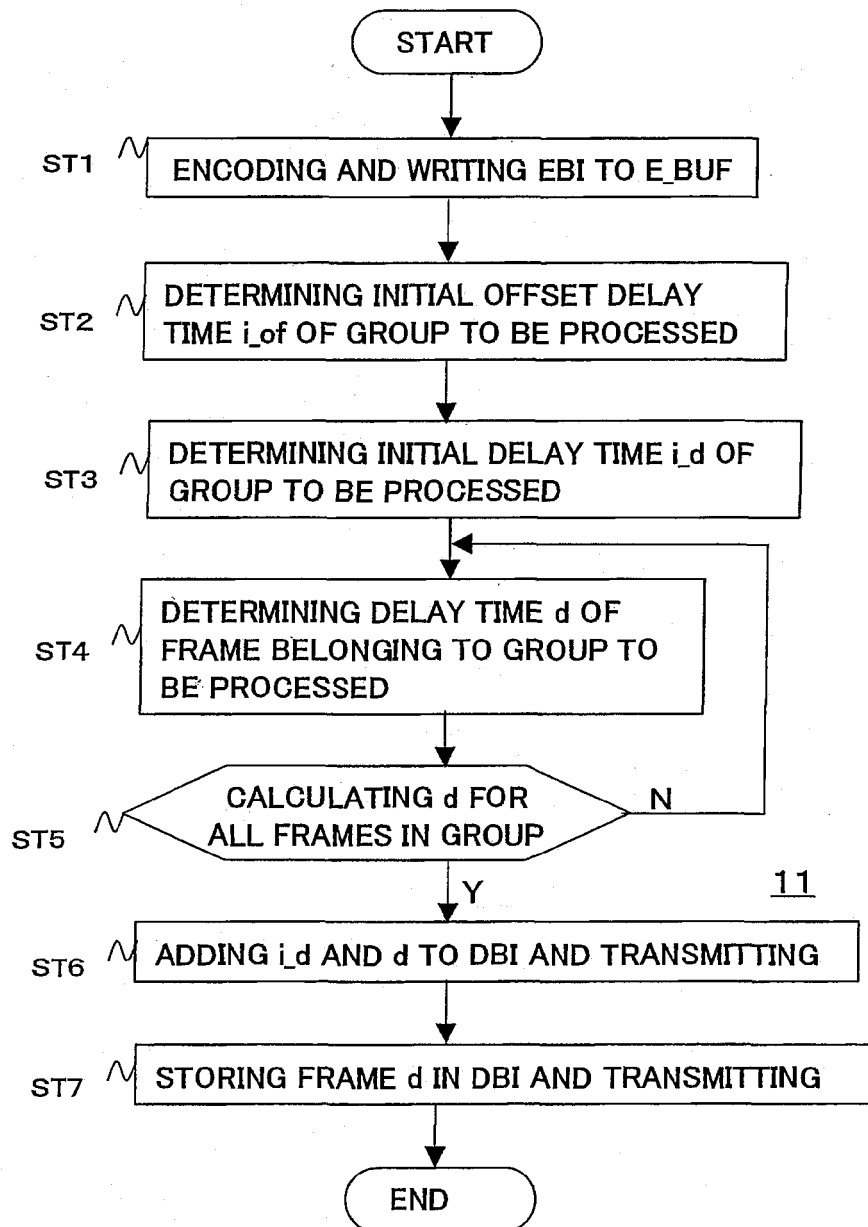 START
ST1
ENCODING AND WRITING EBI TO E_BUF
ST2
DETERMINING INITIAL OFFSET DELAY
TIME i_of OF GROUP TO BE PROCESSED
ST3
DETERMINING INITIAL DELAY TIME i_d OF
GROUP TO BE PROCESSED
ST4
DETERMINING DELAY TIME d OF
FRAME BELONGING TO GROUP TO
BE PROCESSED
ST5
CALCULATING d FOR
ALL FRAMES IN GROUP
N
Y
11
ST6
ADDING i_d AND d TO DBI AND TRANSMITTING
ST7
STORING FRAME d IN DBI AND TRANSMITTING
END